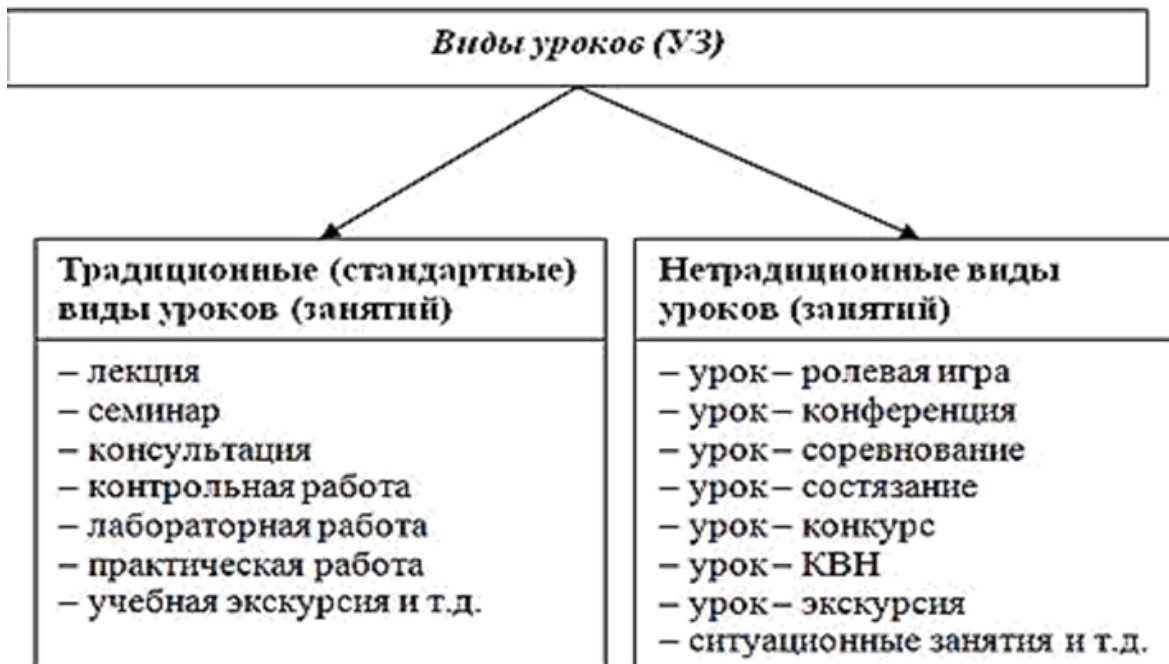 Виды уроков (УЗ)
Традиционные (стандартные)
виды уроков (занятий)
– лекция
– семинар
– консультация
– контрольная работа
– лабораторная работа
– практическая работа
– учебная экскурсия и т.д.
Нетрадиционные виды
уроков (занятий)
– урок – ролевая игра
– урок – конференция
– урок – соревнование
– урок – состязание
– урок – конкурс
– урок – КВН
– урок – экскурсия
– ситуационные занятия и т.д.